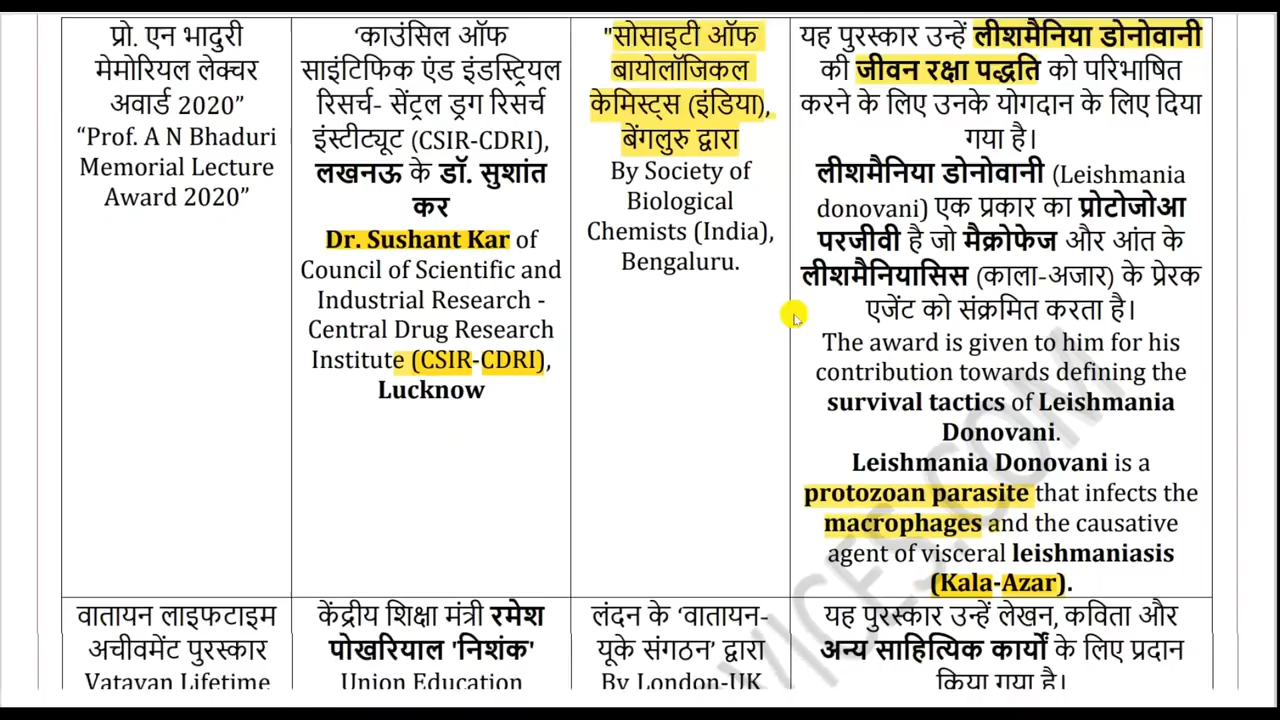 प्रो. एन भादुरी
मेमोरियल लेक्चर
अवार्ड 2020”
“Prof. A N Bhaduri
Memorial Lecture
Award 2020”
‘काउंसिल ऑफ
साइंटिफिक एंड इंडस्ट्रियल
रिसर्च- सेंट्रल ड्रग रिसर्च
इंस्टीट्यूट (CSIR-CDRI),
लखनऊ के डॉ. सुशांत
कर
Dr. Sushant Kar of
Council of Scientific and
Industrial Research -
Central Drug Research
Institute (CSIR-CDRI),
Lucknow
"सोसाइटी ऑफ
बायोलॉजिकल
केमिस्ट्स (इंडिया),
बेंगलुरु द्वारा
By Society of
Biological
Chemists (India),
Bengaluru.
यह पुरस्कार उन्हें लीशमैनिया डोनोवानी
की जीवन रक्षा पद्धति को परिभाषित
करने के लिए उनके योगदान के लिए दिया
गया है।
लीशमैनिया डोनोवानी (Leishmania
donovani) एक प्रकार का प्रोटोजोआ
परजीवी है जो मैक्रोफेज और आंत के
लीशमैनियासिस (काला-अजार) के प्रेरक
एजेंट को संक्रमित करता है।
The award is given to him for his
contribution towards defining the
survival tactics of Leishmania
Donovani.
Leishmania Donovani is a
protozoan parasite that infects the
macrophages and the causative
agent of visceral leishmaniasis
(Kala-Azar).
वातायन लाइफटाइम
अचीवमेंट पुरस्कार
Vatayan Lifetime
केंद्रीय शिक्षा मंत्री रमेश
पोखरियाल 'निशंक'
Union Education
लंदन के ‘वातायन-
यूके संगठन’ द्वारा
By London-UK
यह पुरस्कार उन्हें लेखन, कविता और
अन्य साहित्यिक कार्यों के लिए प्रदान
किया गया है।